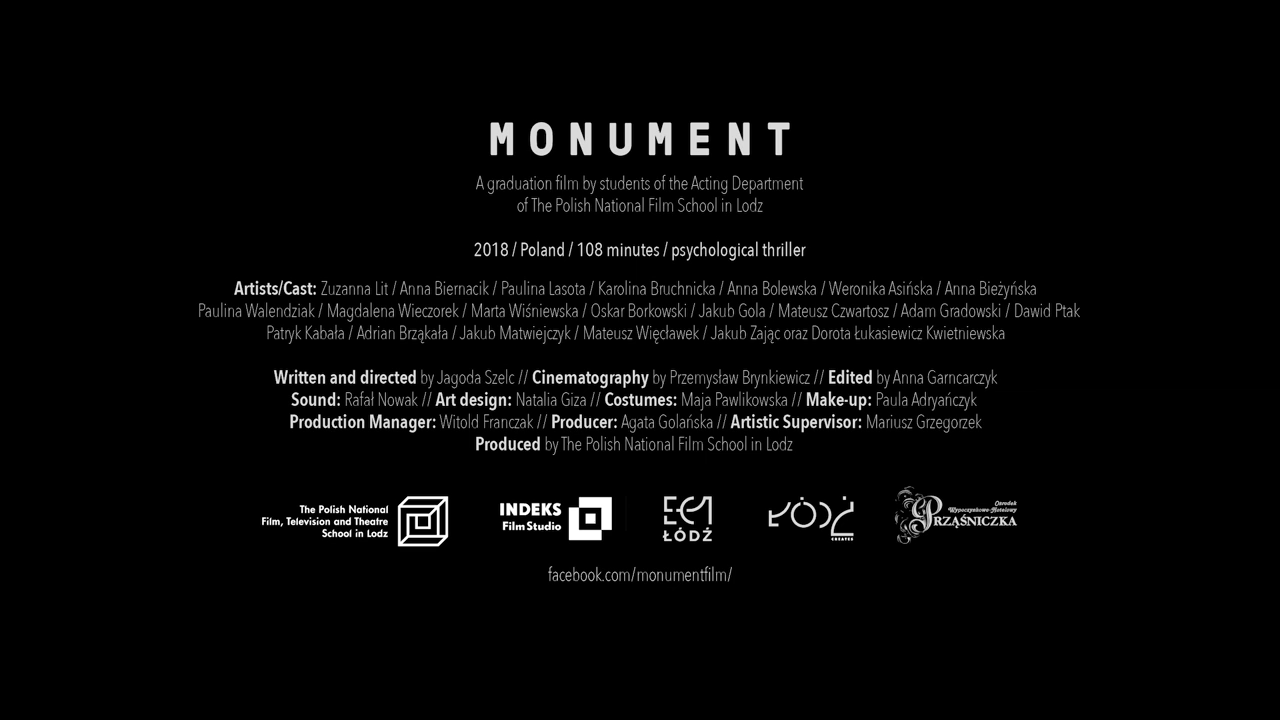 MONUMENT
A graduation film by students of the Acting Department
of The Polish National Film School in Lodz
2018 / Poland / 108 minutes / psychological thriller
Artists/Cast: Zuzanna Lit / Anna Biernacik / Paulina Lasota / Karolina Bruchnicka / Anna Bolewska / Weronika Asińska / Anna Bieżyńska
Paulina Walendziak / Magdalena Wieczorek / Marta Wiśniewska / Oskar Borkowski / Jakub Gola / Mateusz Czwartosz / Adam Gradowski / Dawid Ptak
Patryk Kabała / Adrian Brząkała / Jakub Matwiejczyk / Mateusz Więcławek / Jakub Zając oraz Dorota Łukasiewicz Kwietniewska
Written and directed by Jagoda Szelc // Cinematography by Przemysław Brynkiewicz // Edited by Anna Garncarczyk
Sound: Rafał Nowak // Art design: Natalia Giza // Costumes: Maja Pawlikowska // Make-up: Paula Adryańczyk
Production Manager: Witold Franczak // Producer: Agata Golańska // Artistic Supervisor: Mariusz Grzegorzek
Produced by The Polish National Film School in Lodz
The Polish National
Film, Television and Theatre
School in Lodz
INDEKS
Film Studio
EC1
ŁÓDŹ
ŁÓDŹ
CREATES
Ośrodek
Wypoczynkowo-Hotelowy
PRZĄŚNICZKA
facebook.com/monumentfilm/